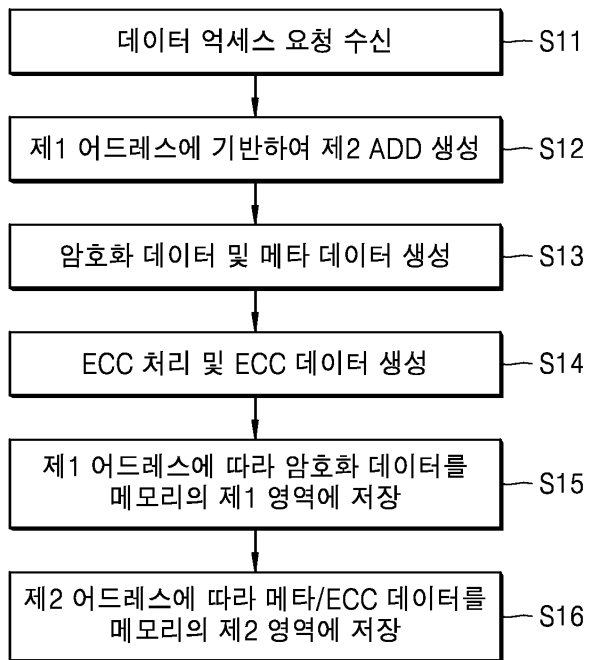 데이터 억세스 요청 수신
S11
제1 어드레스에 기반하여 제2 ADD 생성
S12
암호화 데이터 및 메타 데이터 생성
S13
ECC 처리 및 ECC 데이터 생성
S14
제1 어드레스에 따라 암호화 데이터를
메모리의 제1 영역에 저장
S15
제2 어드레스에 따라 메타/ECC 데이터를
메모리의 제2 영역에 저장
S16